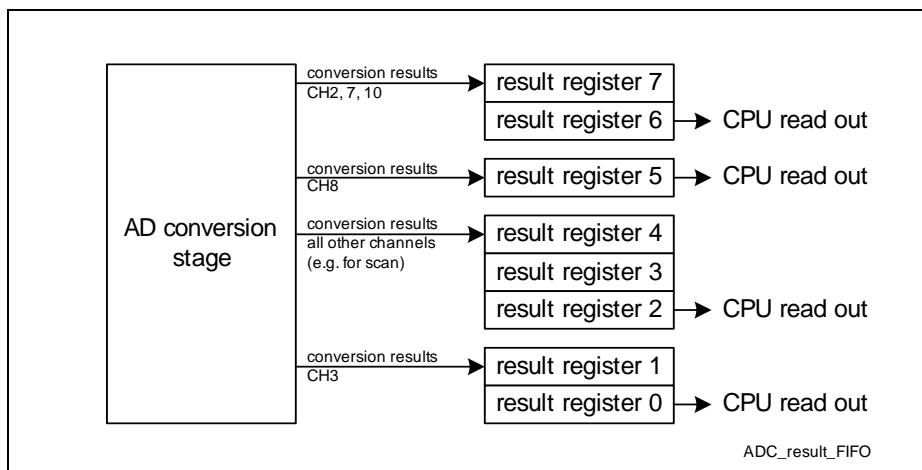 AD conversion
stage
conversion results
CH2, 7, 10
result register 7
result register 6
CPU read out
conversion results
CH8
result register 5
CPU read out
conversion results
all other channels
(e.g. for scan)
result register 4
result register 3
result register 2
CPU read out
conversion results
CH3
result register 1
result register 0
CPU read out
ADC_result_FIFO